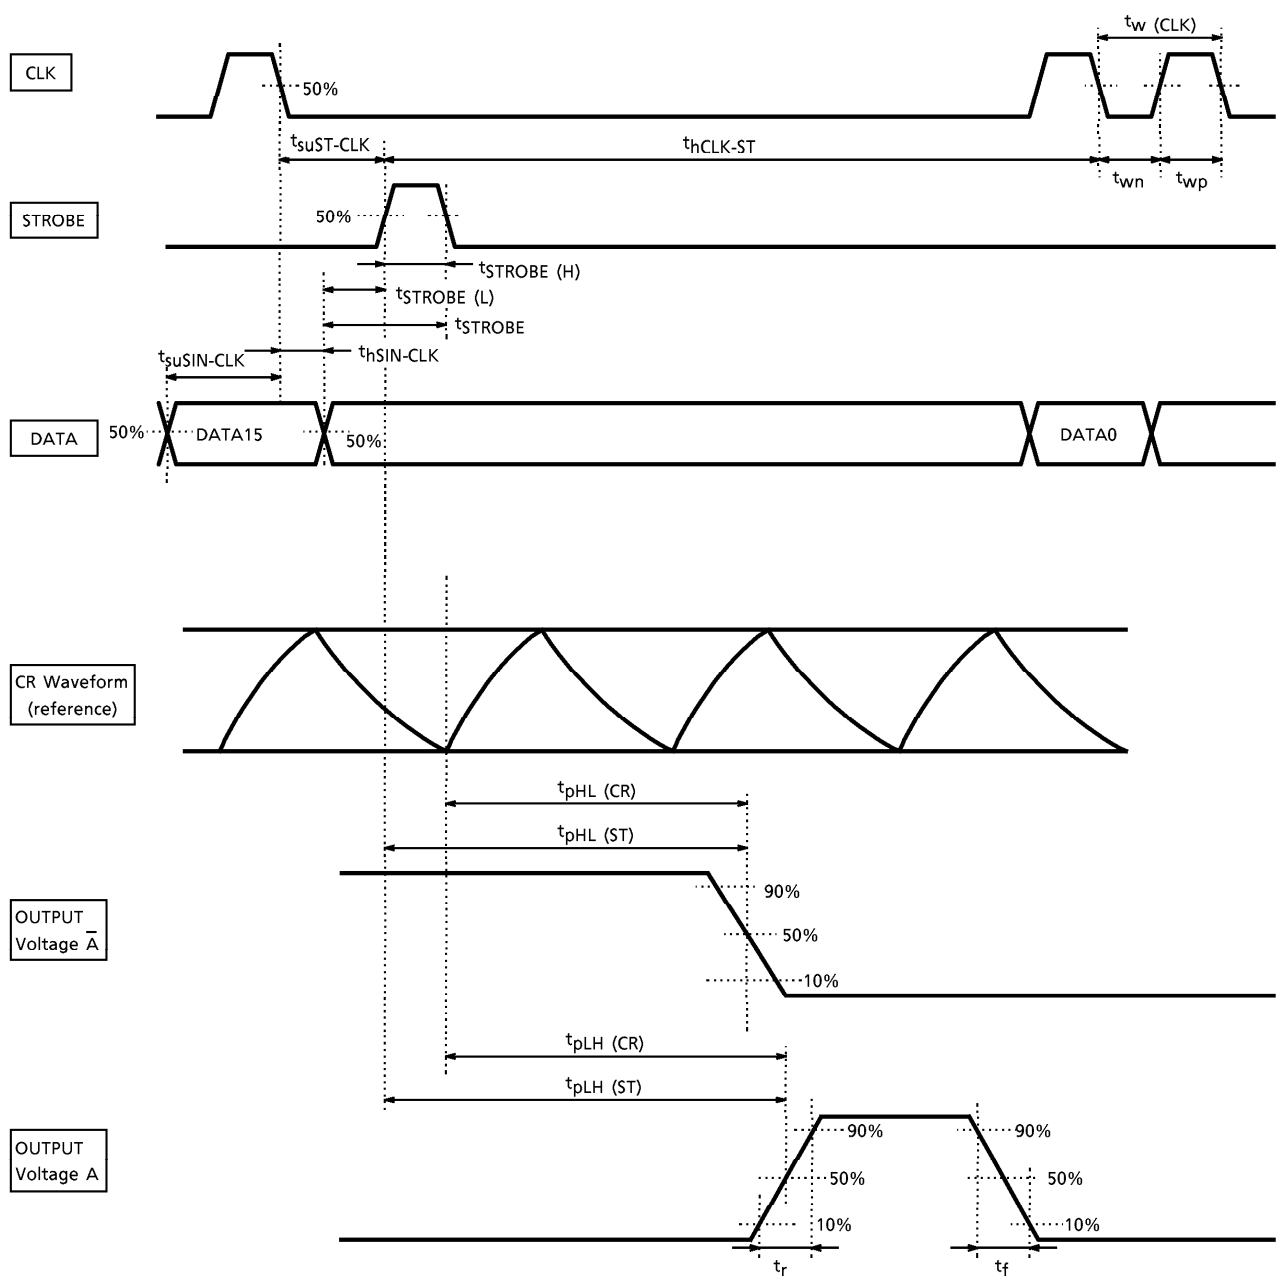 tw (CLK)
CLK
50%
tsuST-CLK
thCLK-ST
twn
twp
STROBE
50%
tSTROBE (H)
tSTROBE (L)
tSTROBE
tsuSIN-CLK
thSIN-CLK
DATA
50%
DATA15
50%
DATA0
CR Waveform
(reference)
tpHL (CR)
tpHL (ST)
OUTPUT
Voltage A̅
90%
50%
10%
tpLH (CR)
tpLH (ST)
OUTPUT
Voltage A
90%
50%
10%
90%
50%
10%
tr
tf